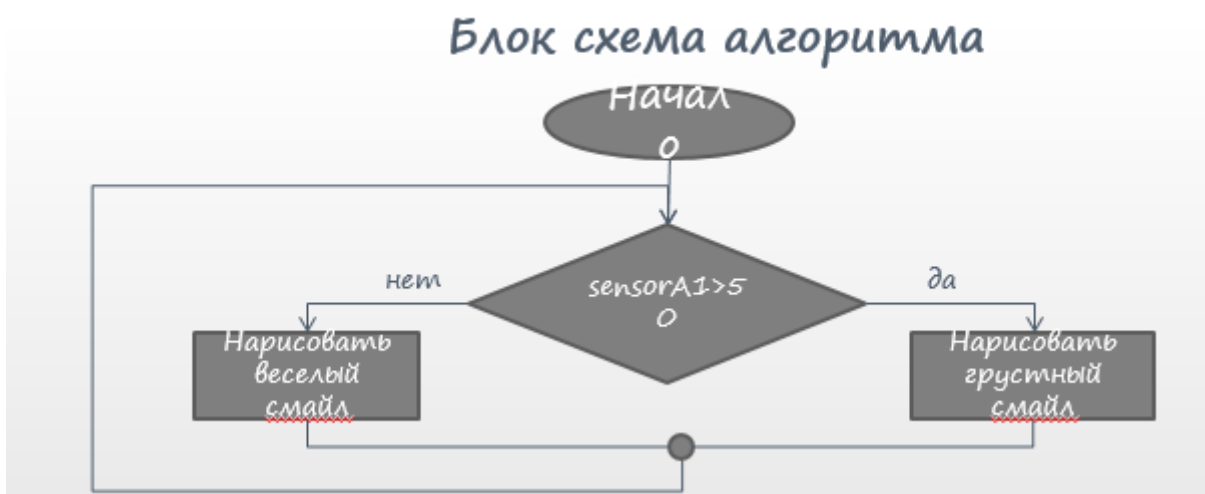 Блок схема алгоритма
Начал
о
sensorA1>5
0
нет
да
Нарисовать
веселый
смайл
Нарисовать
грустный
смайл